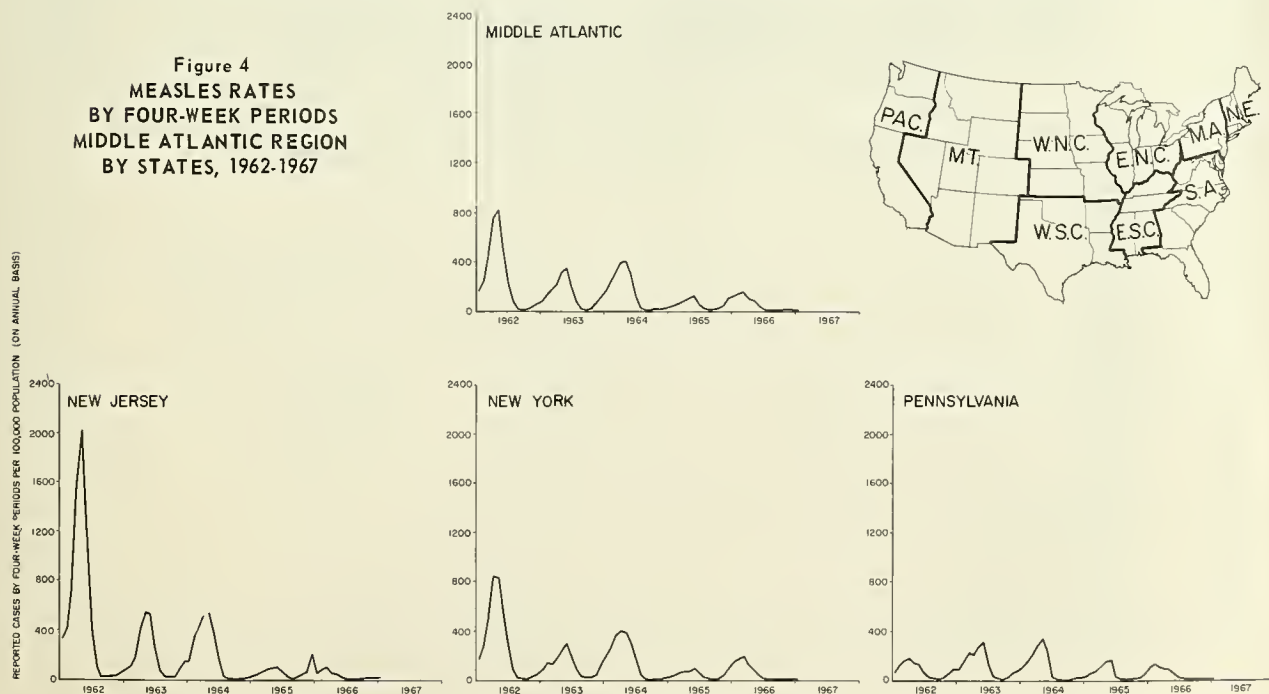 Figure 4
MEASLES RATES
BY FOUR-WEEK PERIODS
MIDDLE ATLANTIC REGION
BY STATES, 1962-1967
REPORTED CASES BY FOUR-WEEK PERIODS PER 100,000 POPULATION (ON ANNUAL BASIS)
MIDDLE ATLANTIC
2400
2000
1600
1200
800
400
0
1962 1963 1964 1965 1966 1967
PAC.
MT.
W.N.C.
E.N.C.
M.A.
N.E.
S.A.
W.S.C.
E.S.C.
NEW JERSEY
2400
2000
1600
1200
800
400
0
1962 1963 1964 1965 1966 1967
NEW YORK
2400
2000
1600
1200
800
400
0
1962 1963 1964 1965 1966 1967
PENNSYLVANIA
2400
2000
1600
1200
800
400
0
1962 1963 1964 1965 1966 1967